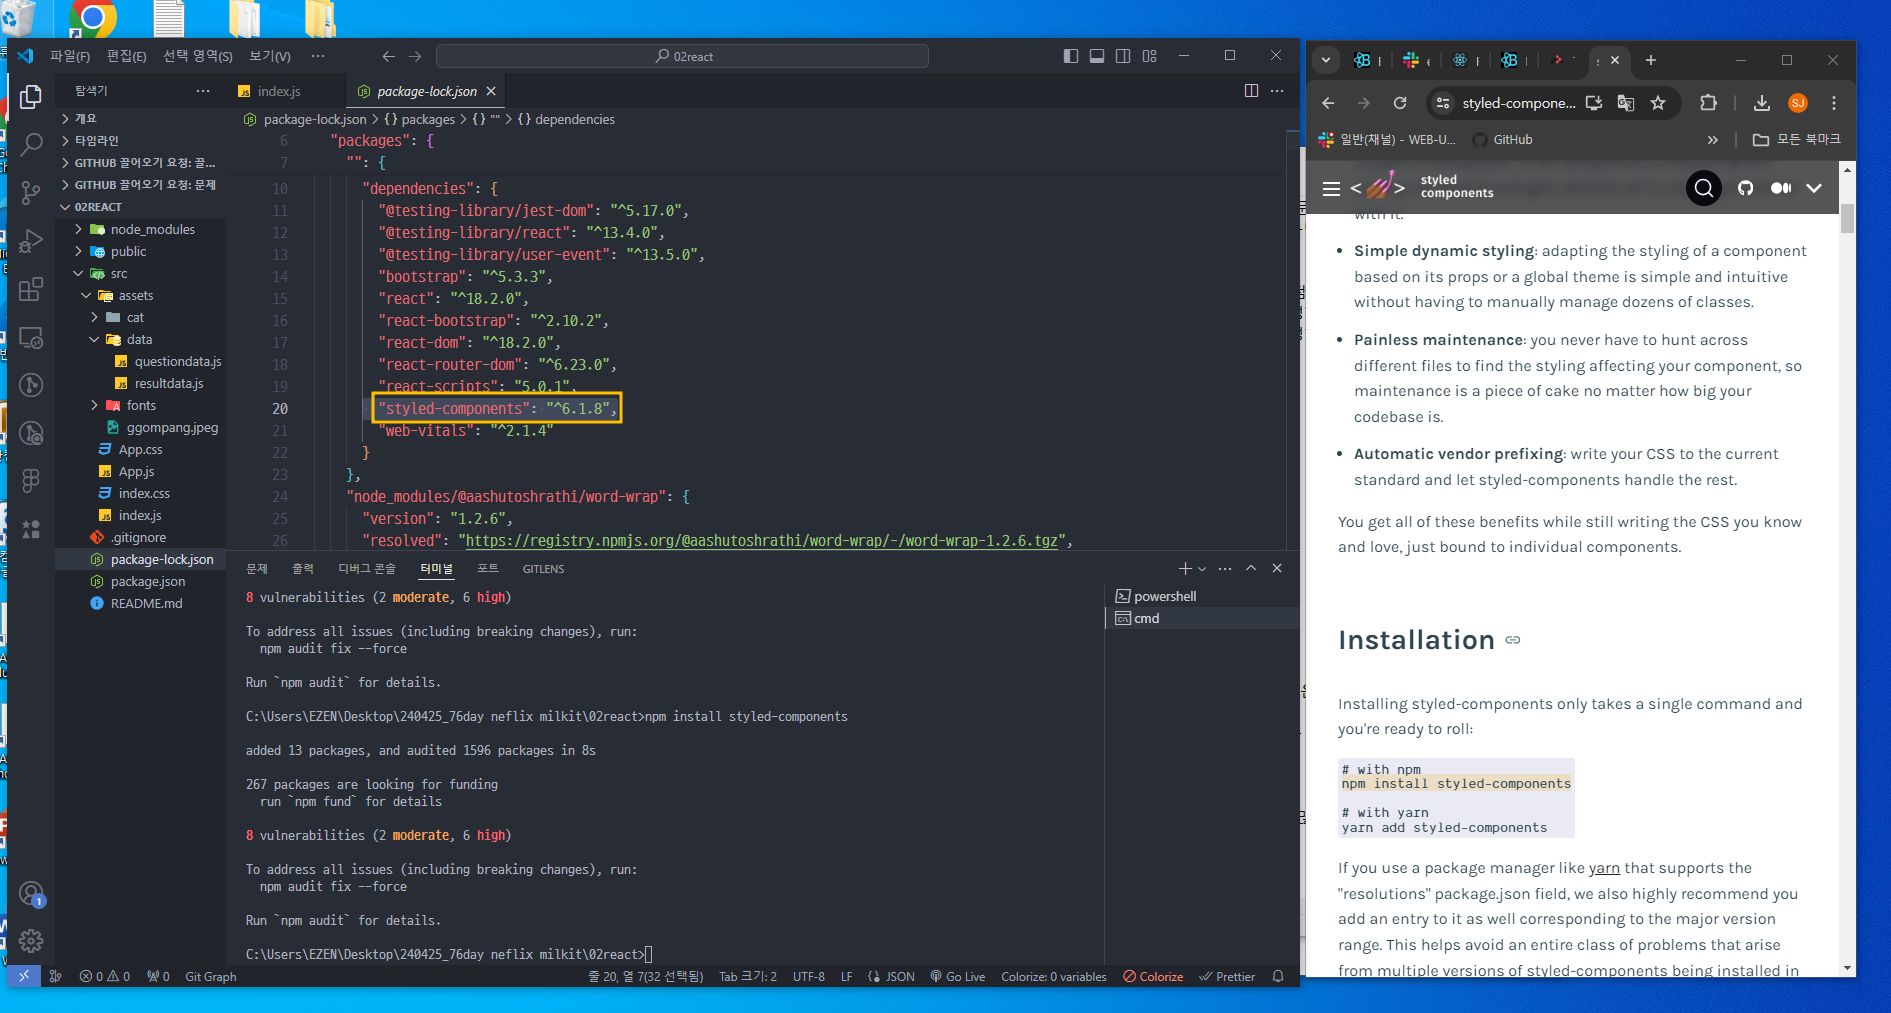 파일(F) 편집(E) 선택 영역(S) 보기(V) ···
02react
탐색기
개요
타임라인
GITHUB 끌어오기 요청: 끌...
GITHUB 끌어오기 요청: 문제
02REACT
node_modules
public
src
assets
cat
data
questiondata.js
resultdata.js
fonts
ggompang.jpeg
App.css
App.js
index.css
index.js
.gitignore
package-lock.json
package.json
README.md
index.js
package-lock.json
package-lock.json > {} packages > {} "" > {} dependencies
6 "packages": {
7 "": {
10 "dependencies": {
11 "@testing-library/jest-dom": "^5.17.0",
12 "@testing-library/react": "^13.4.0",
13 "@testing-library/user-event": "^13.5.0",
14 "bootstrap": "^5.3.3",
15 "react": "^18.2.0",
16 "react-bootstrap": "^2.10.2",
17 "react-dom": "^18.2.0",
18 "react-router-dom": "^6.23.0",
19 "react-scripts": "5.0.1",
20 "styled-components": "^6.1.8",
21 "web-vitals": "^2.1.4"
22 }
23 },
24 "node_modules/@aashutoshrathi/word-wrap": {
25 "version": "1.2.6",
26 "resolved": "https://registry.npmjs.org/@aashutoshrathi/word-wrap/-/word-wrap-1.2.6.tgz",
문제 출력 디버그 콘솔 터미널 포트 GITLENS
powershell
cmd
8 vulnerabilities (2 moderate, 6 high)
To address all issues (including breaking changes), run:
npm audit fix --force
Run `npm audit` for details.
C:\Users\EZEN\Desktop\240425_76day neflix milkit\02react>npm install styled-components
added 13 packages, and audited 1596 packages in 8s
267 packages are looking for funding
run `npm fund` for details
8 vulnerabilities (2 moderate, 6 high)
To address all issues (including breaking changes), run:
npm audit fix --force
Run `npm audit` for details.
C:\Users\EZEN\Desktop\240425_76day neflix milkit\02react>
1
0 0 0 Git Graph
줄 20, 열 7(32 선택됨) Tab 크기: 2 UTF-8 LF {} JSON Go Live Colorize: 0 variables Colorize Prettier
styled-compone...
SJ
일반(채널) - WEB-U... GitHub » 모든 북마크
styled
components
with it.
• Simple dynamic styling: adapting the styling of a component
based on its props or a global theme is simple and intuitive
without having to manually manage dozens of classes.
• Painless maintenance: you never have to hunt across
different files to find the styling affecting your component, so
maintenance is a piece of cake no matter how big your
codebase is.
• Automatic vendor prefixing: write your CSS to the current
standard and let styled-components handle the rest.
You get all of these benefits while still writing the CSS you know
and love, just bound to individual components.
Installation
Installing styled-components only takes a single command and
you're ready to roll:
# with npm
npm install styled-components
# with yarn
yarn add styled-components
If you use a package manager like yarn that supports the
"resolutions" package.json field, we also highly recommend you
add an entry to it as well corresponding to the major version
range. This helps avoid an entire class of problems that arise
from multiple versions of styled-components being installed in